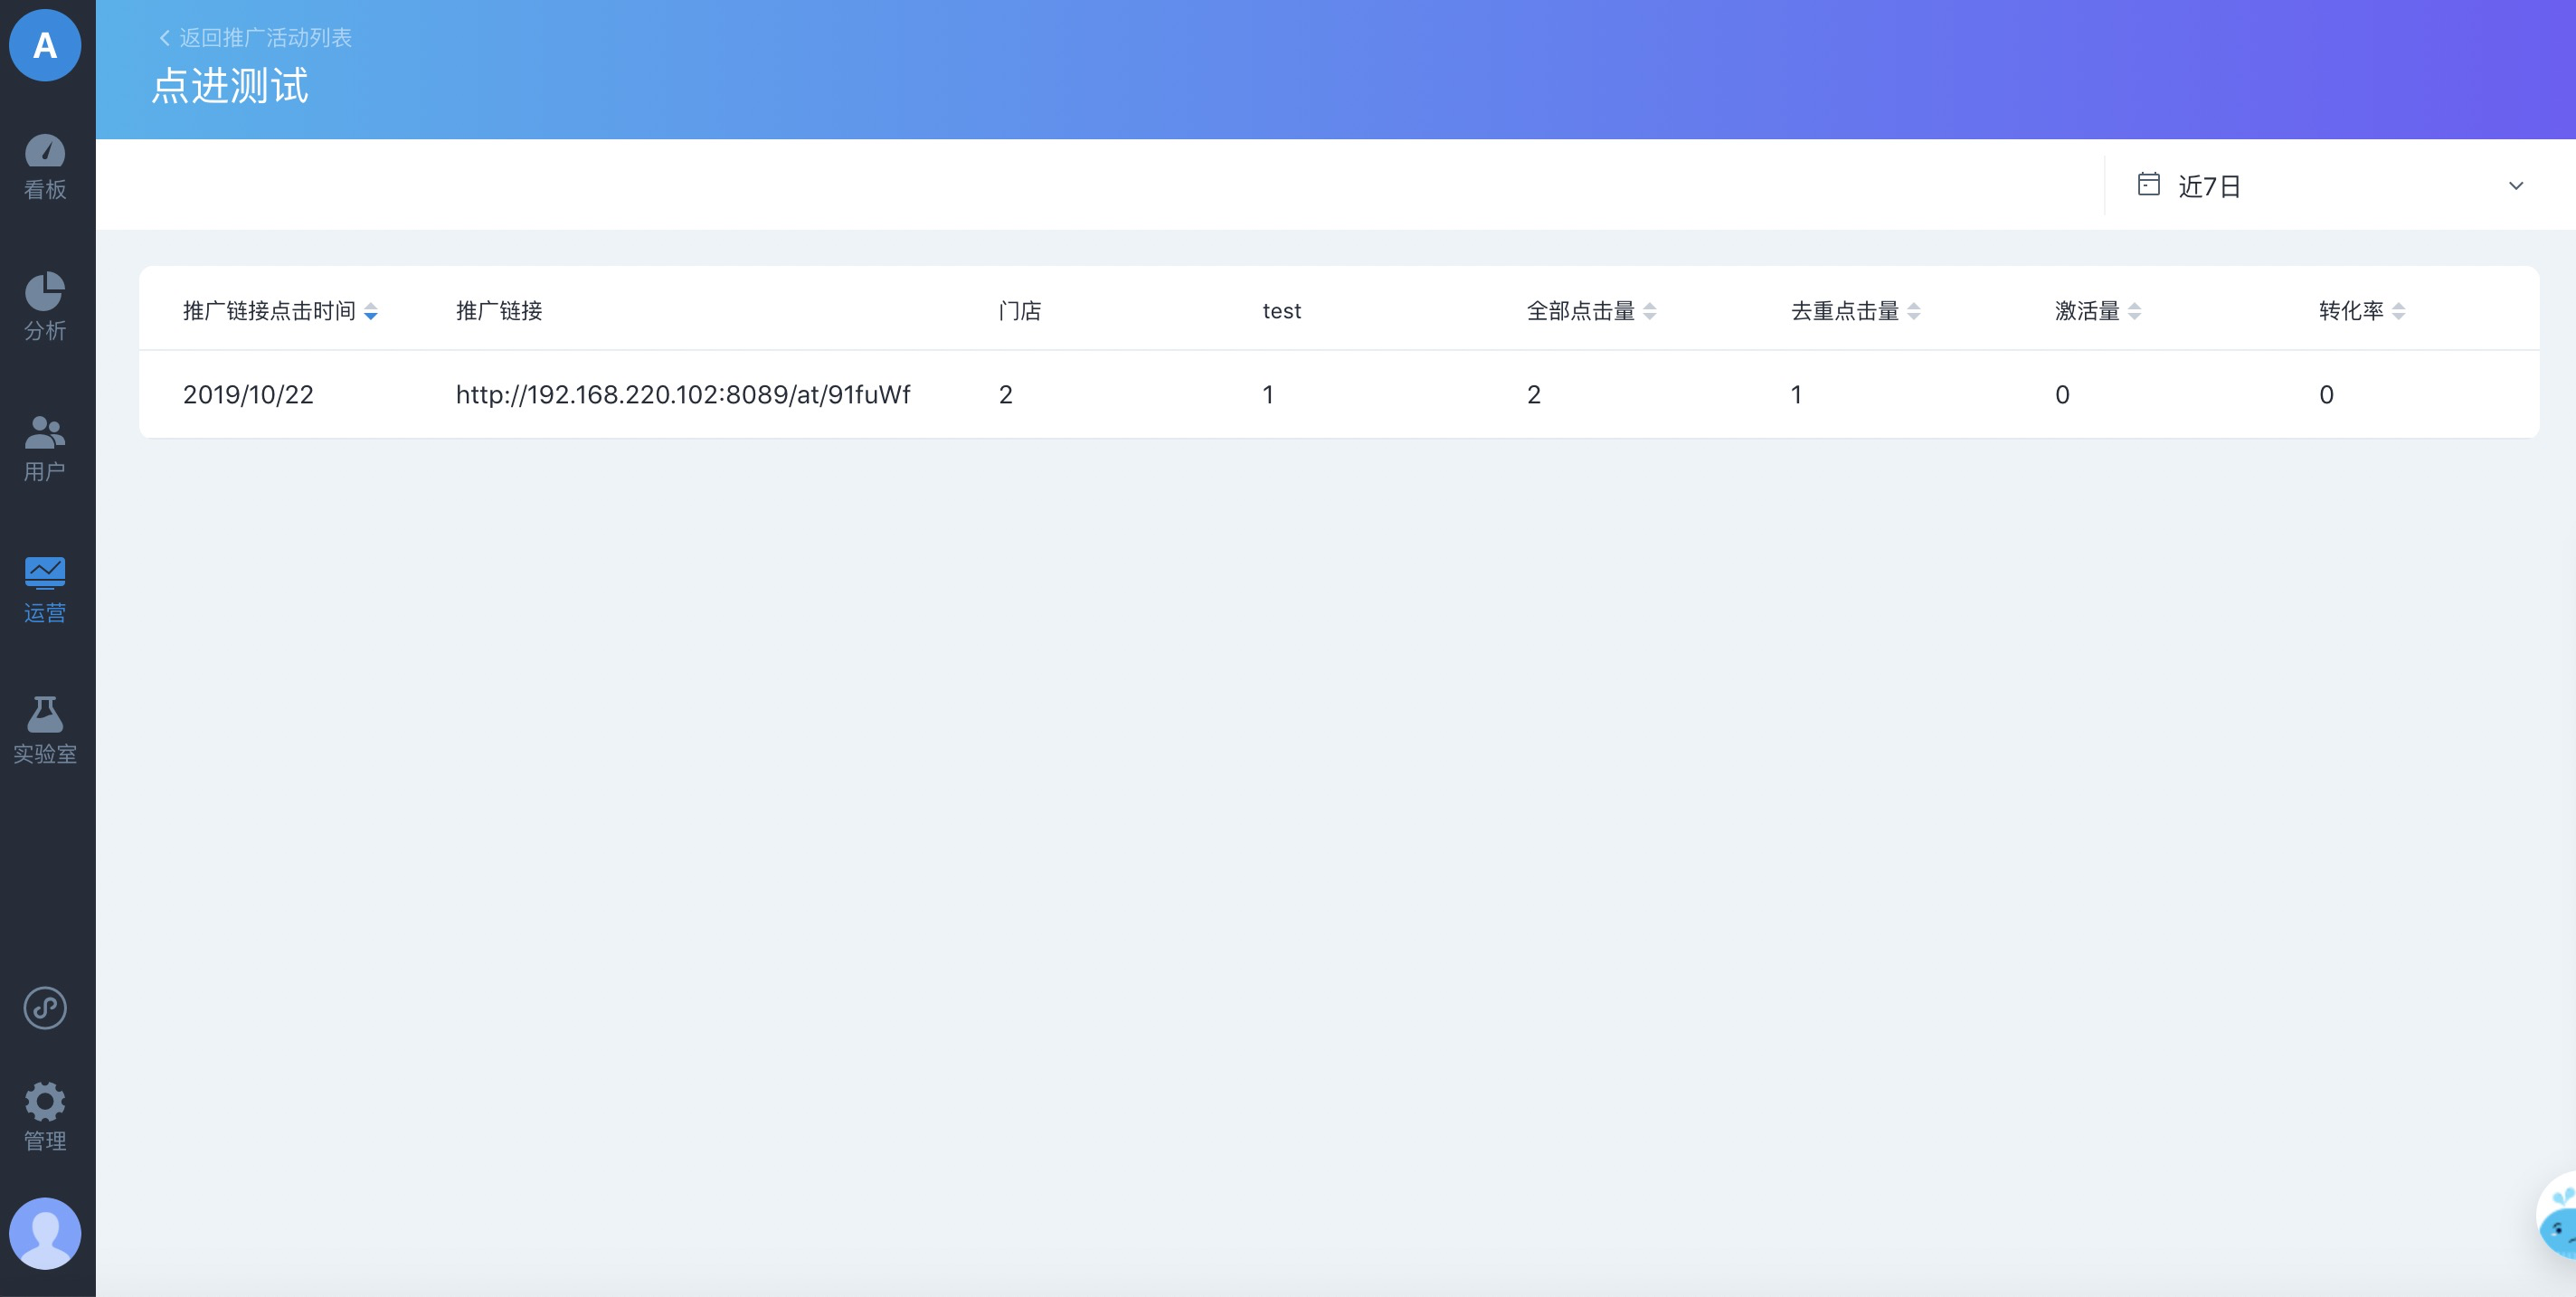 A
返回推广活动列表
点进测试
看板
分析
用户
运营
实验室
管理
近7日
推广链接点击时间 推广链接 门店 test 全部点击量 去重点击量 激活量 转化率
2019/10/22 http://192.168.220.102:8089/at/91fuWf 2 1 2 1 0 0